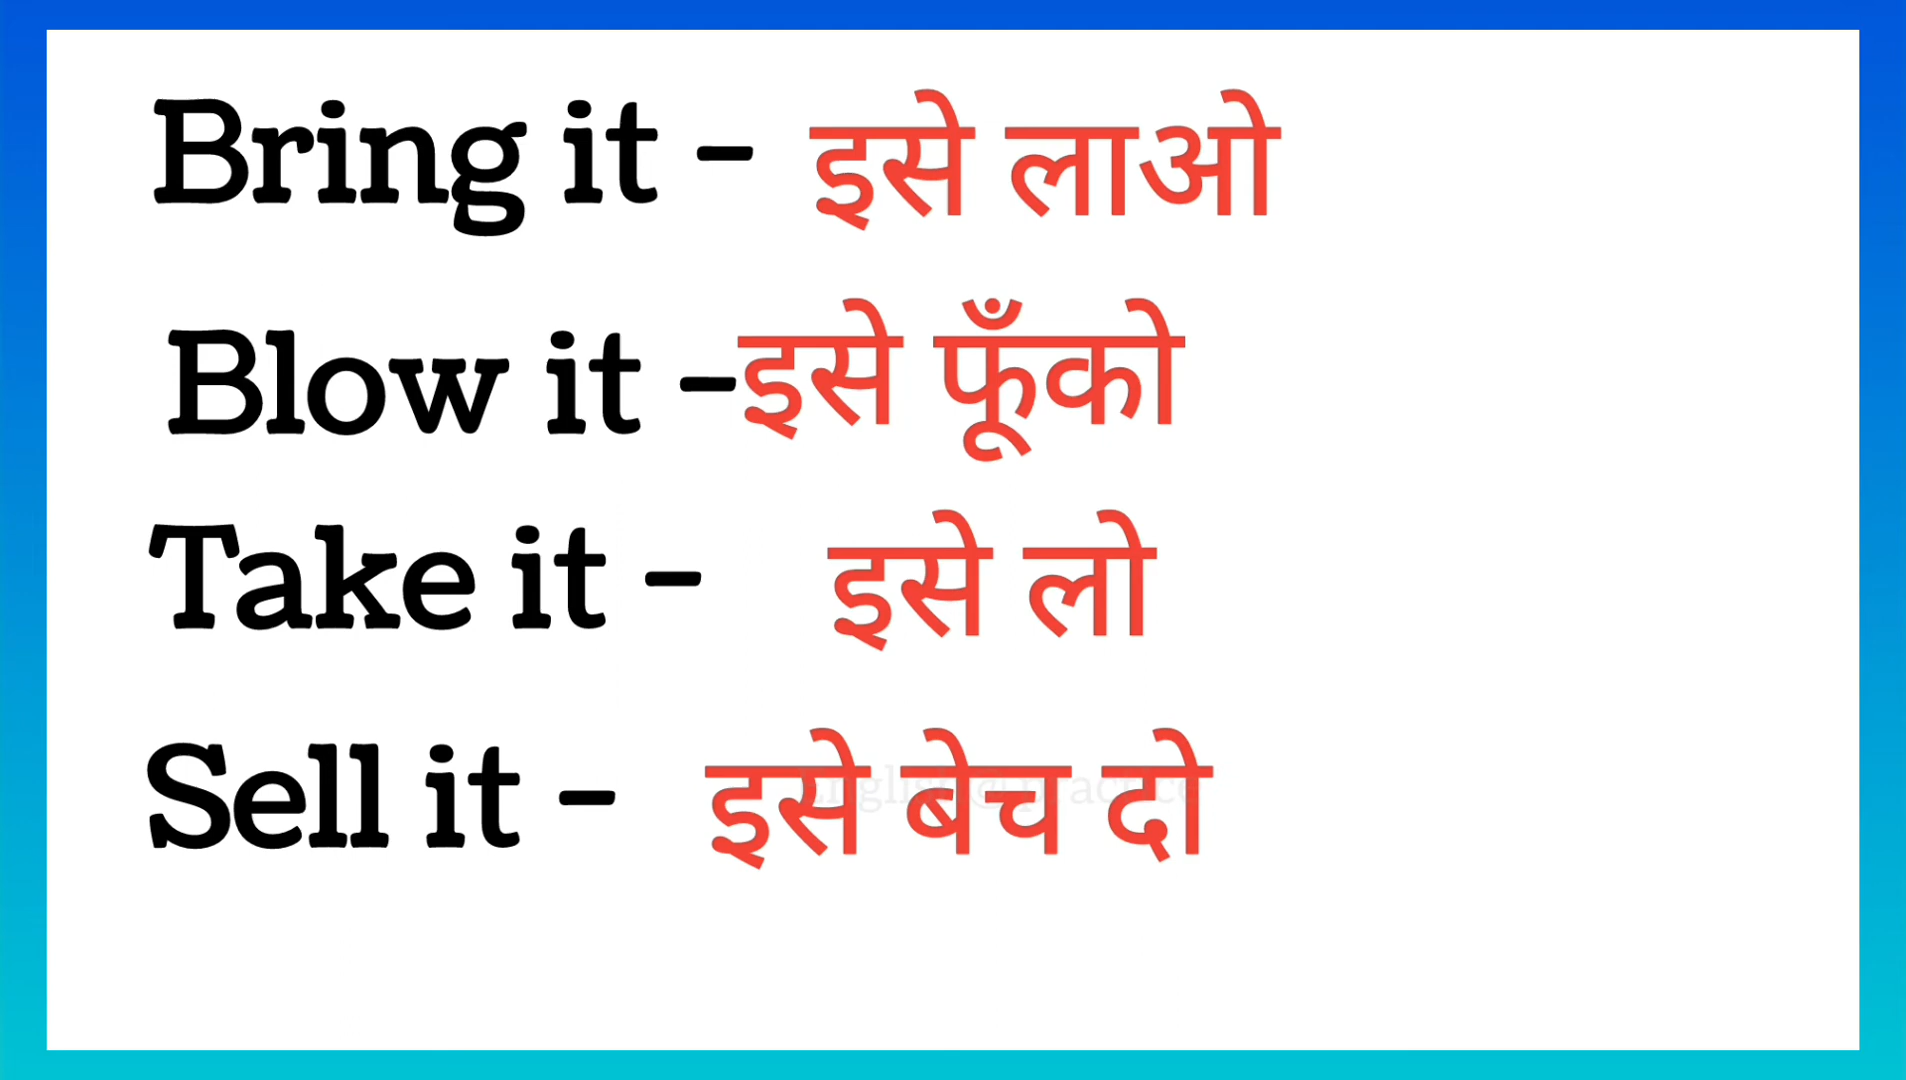 Bring it - इसे लाओ
Blow it -इसे फूँको
Take it - इसे लो
Sell it - इसे बेच दो